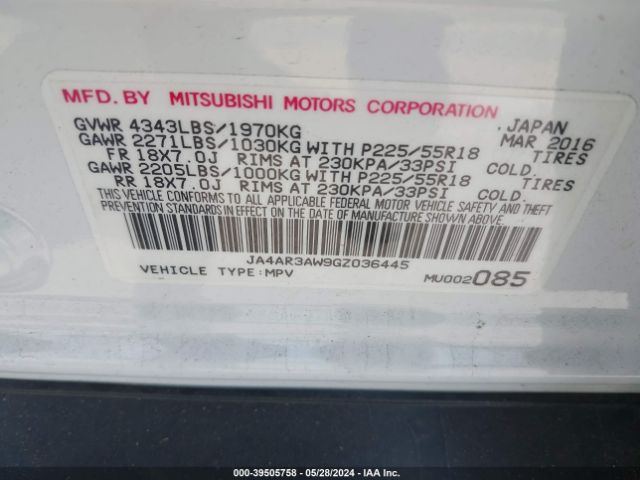 MFD. BY MITSUBISHI MOTORS CORPORATION
JAPAN
GVWR 4343LBS/1970KG MAR 2016
GAWR 2271LBS/1030KG WITH P225/55R18 TIRES
FR 18X7.0J RIMS AT 230KPA/33PSI COLD.
GAWR 2205LBS/1000KG WITH P225/55R18 TIRES
RR 18X7.0J RIMS AT 230KPA/33PSI COLD.
THIS VEHICLE CONFORMS TO ALL APPLICABLE FEDERAL MOTOR VEHICLE SAFETY AND THEFT
PREVENTION STANDARDS IN EFFECT ON THE DATE OF MANUFACTURE SHOWN ABOVE.
JA4AR3AW9GZ036445
VEHICLE TYPE:MPV MU002085
000-39505758 - 05/28/2024 - IAA Inc.